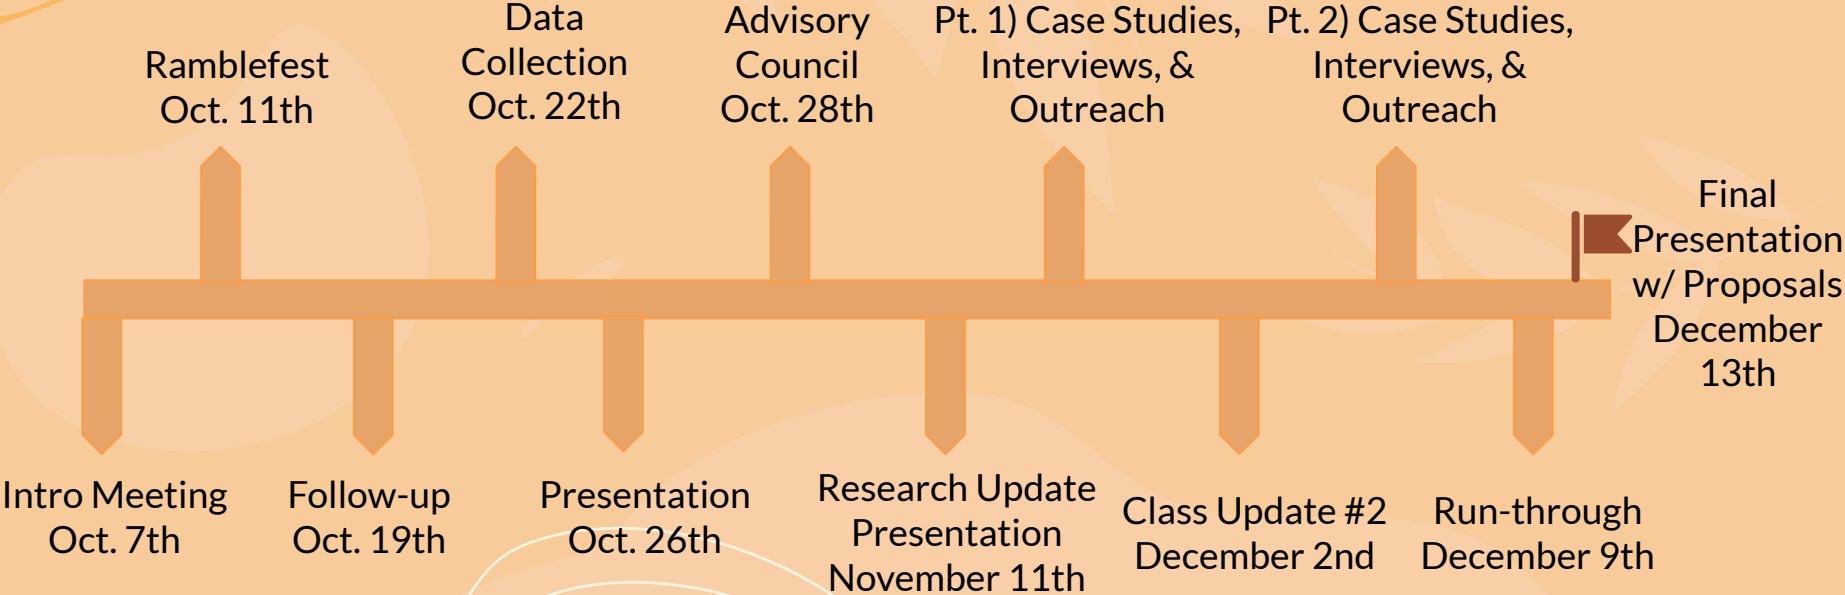 Ramblefest
Oct. 11th
Data
Collection
Oct. 22th
Advisory
Council
Oct. 28th
Pt. 1) Case Studies,
Interviews, &
Outreach
Pt. 2) Case Studies,
Interviews, &
Outreach
Final
Presentation
w/ Proposals
December
13th
Intro Meeting
Oct. 7th
Follow-up
Oct. 19th
Presentation
Oct. 26th
Research Update
Presentation
November 11th
Class Update #2
December 2nd
Run-through
December 9th